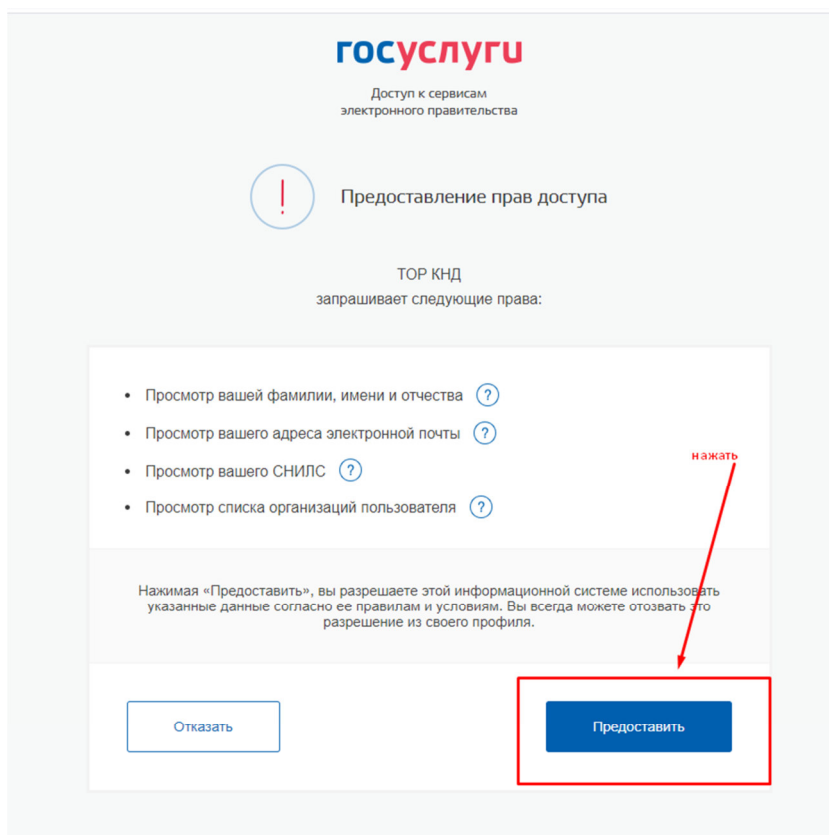 госуслуги
Доступ к сервисам
электронного правительства
Предоставление прав доступа
ТОР КНД
запрашивает следующие права:
• Просмотр вашей фамилии, имени и отчества ?
• Просмотр вашего адреса электронной почты ?
• Просмотр вашего СНИЛС ?
• Просмотр списка организаций пользователя ?
нажать
Нажимая «Предоставить», вы разрешаете этой информационной системе использовать
указанные данные согласно ее правилам и условиям. Вы всегда можете отозвать это
разрешение из своего профиля.
Отказать
Предоставить